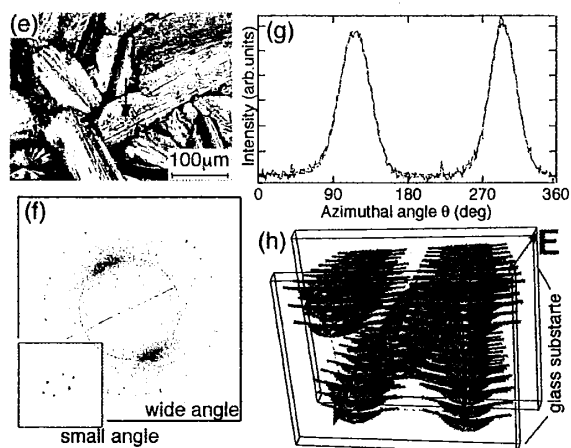 (e)
100μm
(g)
Intensity (arb.units)
0 90 180 270 360
Azimuthal angle θ (deg)
(f)
wide angle
small angle
(h)
E
glass substarte